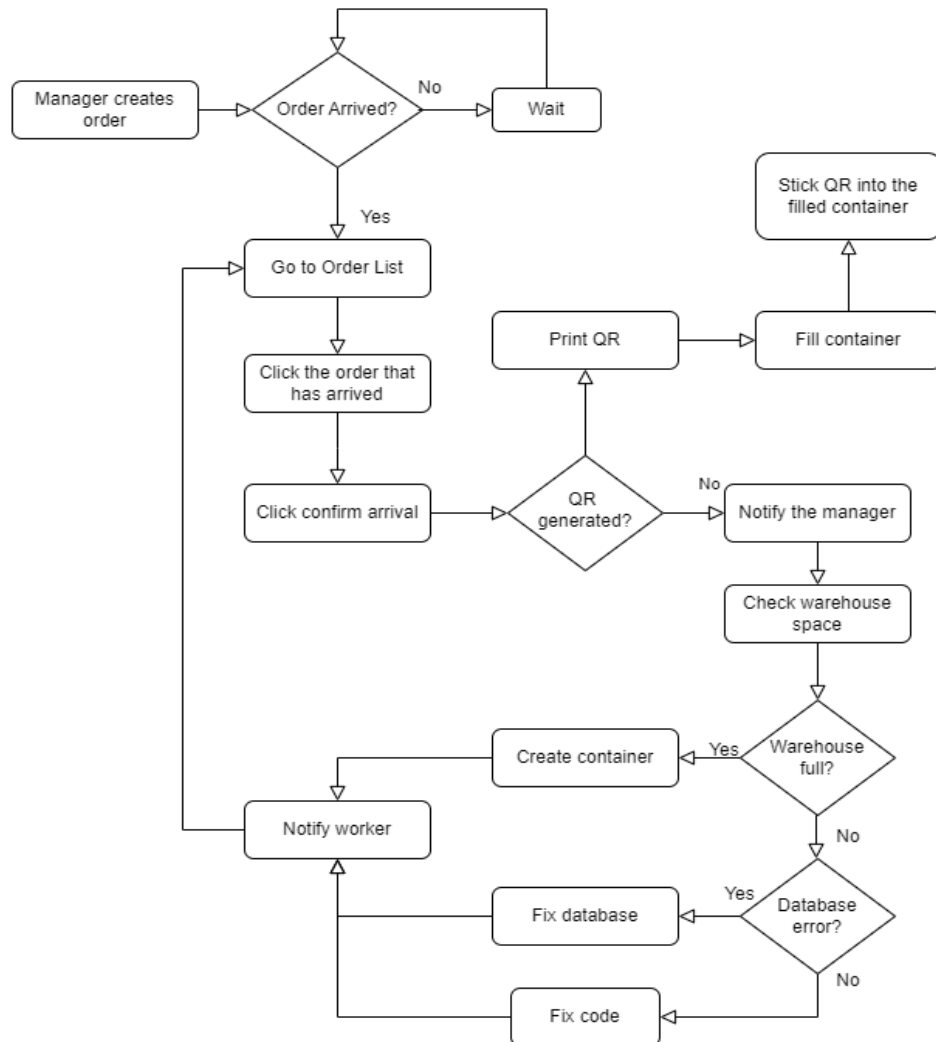 Manager creates
order
Order Arrived?
No
Wait
Yes
Go to Order List
Click the order that
has arrived
Click confirm arrival
QR
generated?
Print QR
Fill container
Stick QR into the
filled container
No
Notify the manager
Check warehouse
space
Warehouse
full?
Yes
Create container
Notify worker
No
Database
error?
Yes
Fix database
No
Fix code